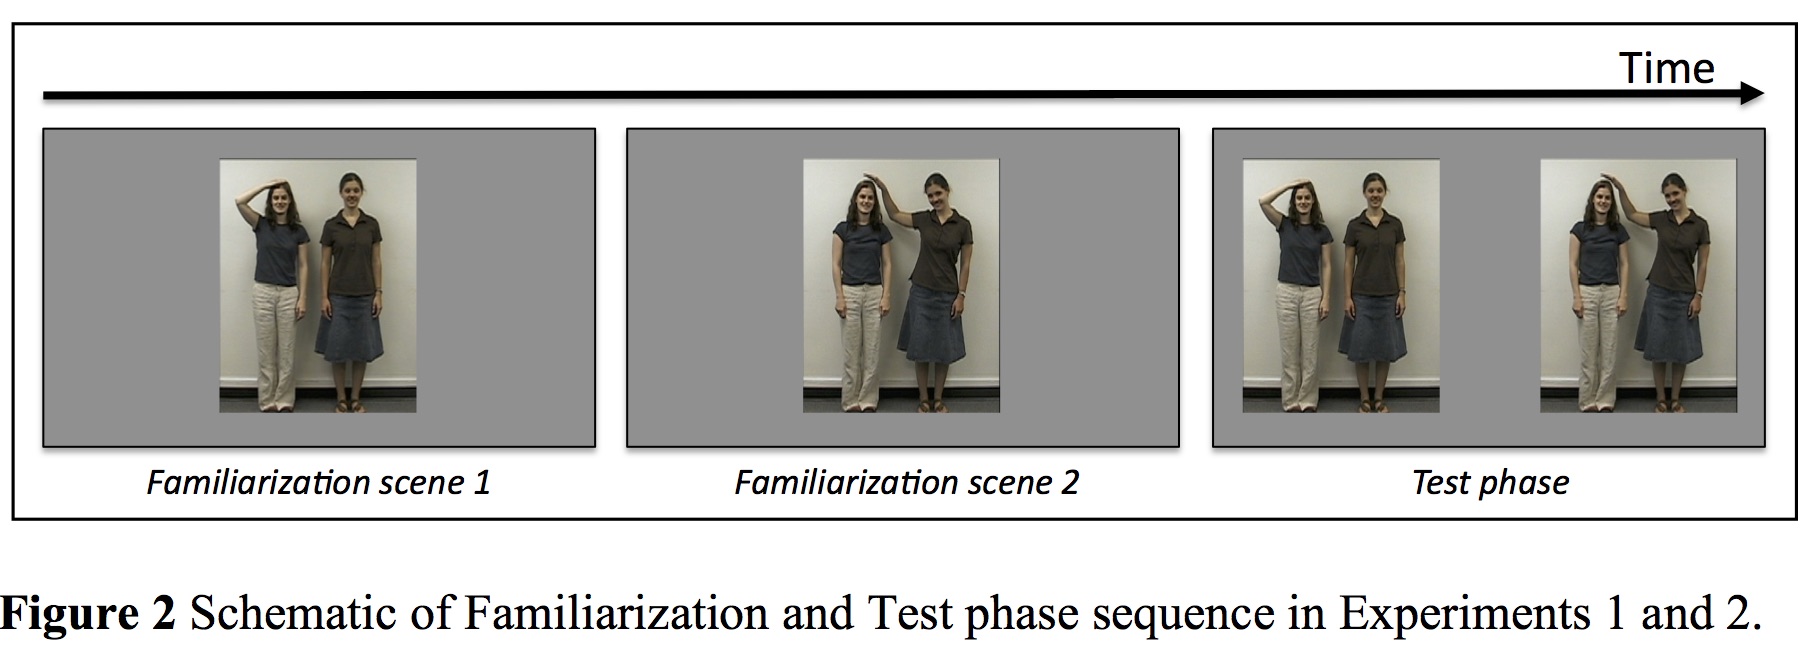 Time
Familiarization scene 1
Familiarization scene 2
Test phase
Figure 2 Schematic of Familiarization and Test phase sequence in Experiments 1 and 2.